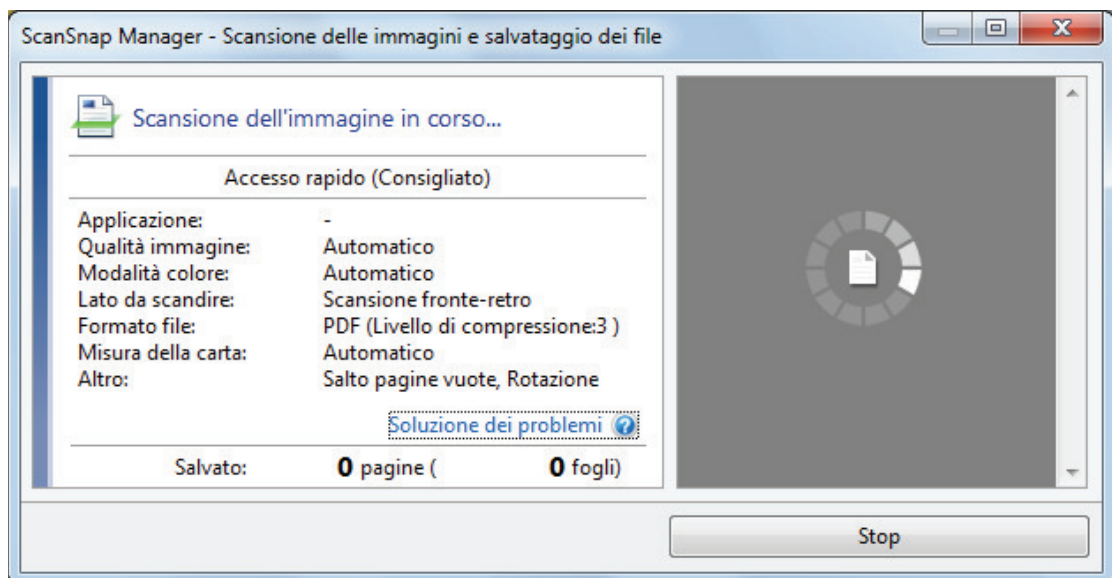 ScanSnap Manager - Scansione delle immagini e salvataggio dei file
Scansione dell'immagine in corso...
Accesso rapido (Consigliato)
Applicazione: -
Qualità immagine: Automatico
Modalità colore: Automatico
Lato da scandire: Scansione fronte-retro
Formato file: PDF (Livello di compressione:3 )
Misura della carta: Automatico
Altro: Salto pagine vuote, Rotazione
Soluzione dei problemi
Salvato: 0 pagine ( 0 fogli)
Stop